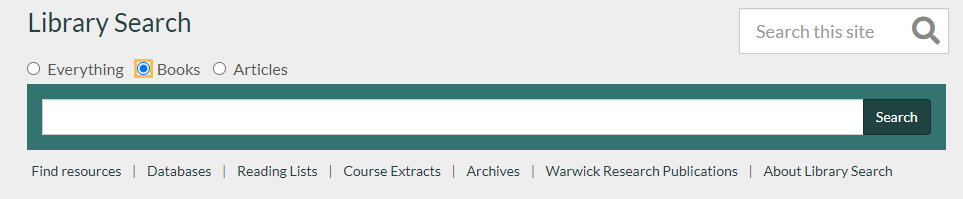 Library Search
Search this site
Everything Books Articles
Search
Find resources | Databases | Reading Lists | Course Extracts | Archives | Warwick Research Publications | About Library Search